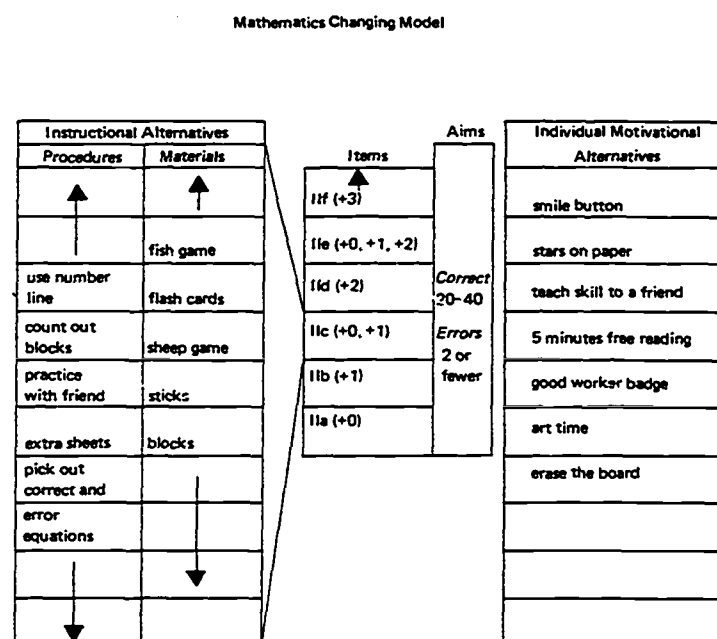 Mathematics Changing Model
Instructional Alternatives
Procedures
Materials
use number
line
count out
blocks
practice
with friend
extra sheets
pick out
correct and
error
equations
fish game
flash cards
sheep game
sticks
blocks
Items
IIf (+3)
IIe (+0, +1, +2)
IId (+2)
IIc (+0, +1)
IIb (+1)
IIa (+0)
Aims
Correct
20-40
Errors
2 or
fewer
Individual Motivational
Alternatives
smile button
stars on paper
teach skill to a friend
5 minutes free reading
good worker badge
art time
erase the board